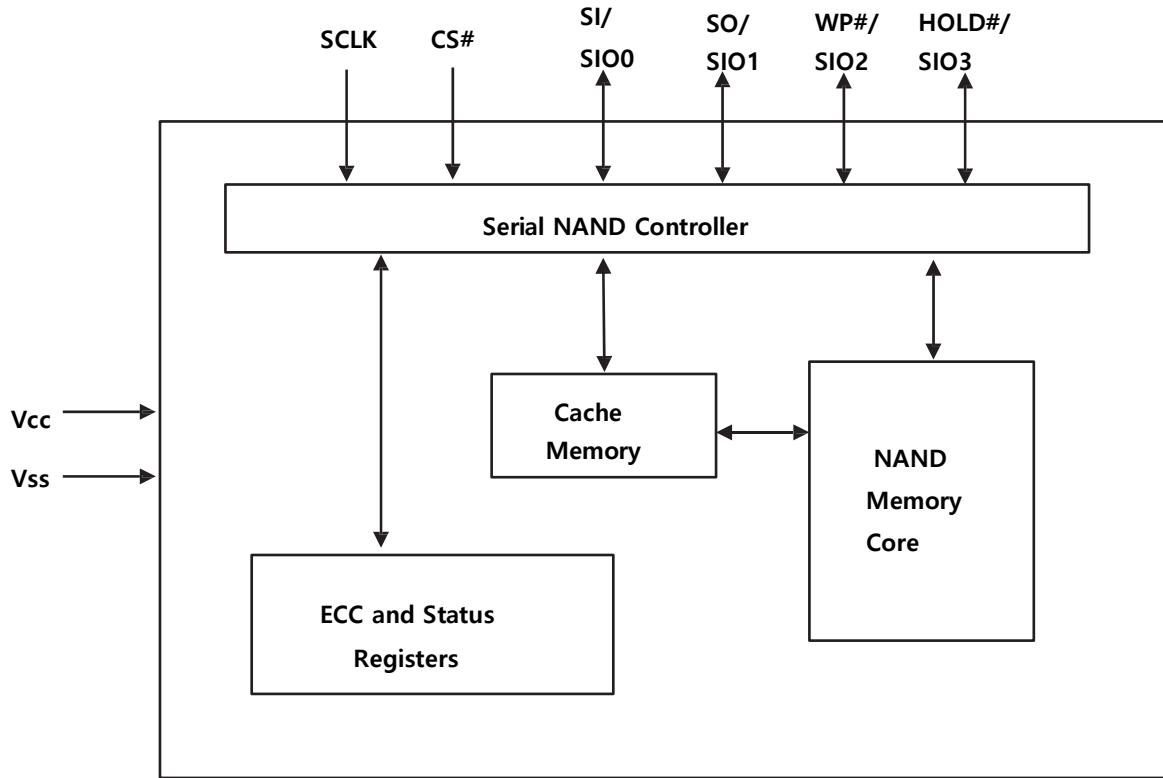 SCLK
CS#
SI/
SIO0
SO/
SIO1
WP#/
SIO2
HOLD#/
SIO3
Serial NAND Controller
Cache
Memory
NAND
Memory
Core
Vcc
Vss
ECC and Status
Registers